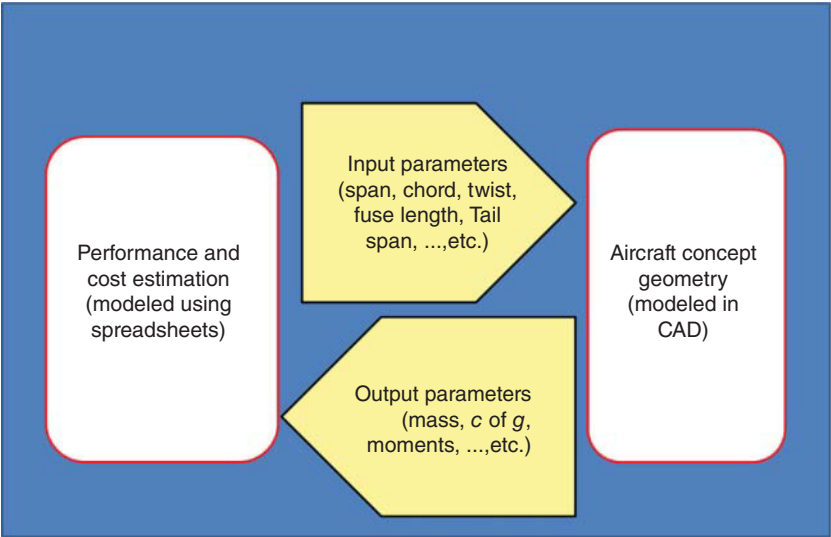 Performance and
cost estimation
(modeled using
spreadsheets)
Input parameters
(span, chord, twist,
fuse length, Tail
span, ...,etc.)
Output parameters
(mass, c of g,
moments, ...,etc.)
Aircraft concept
geometry
(modeled in
CAD)